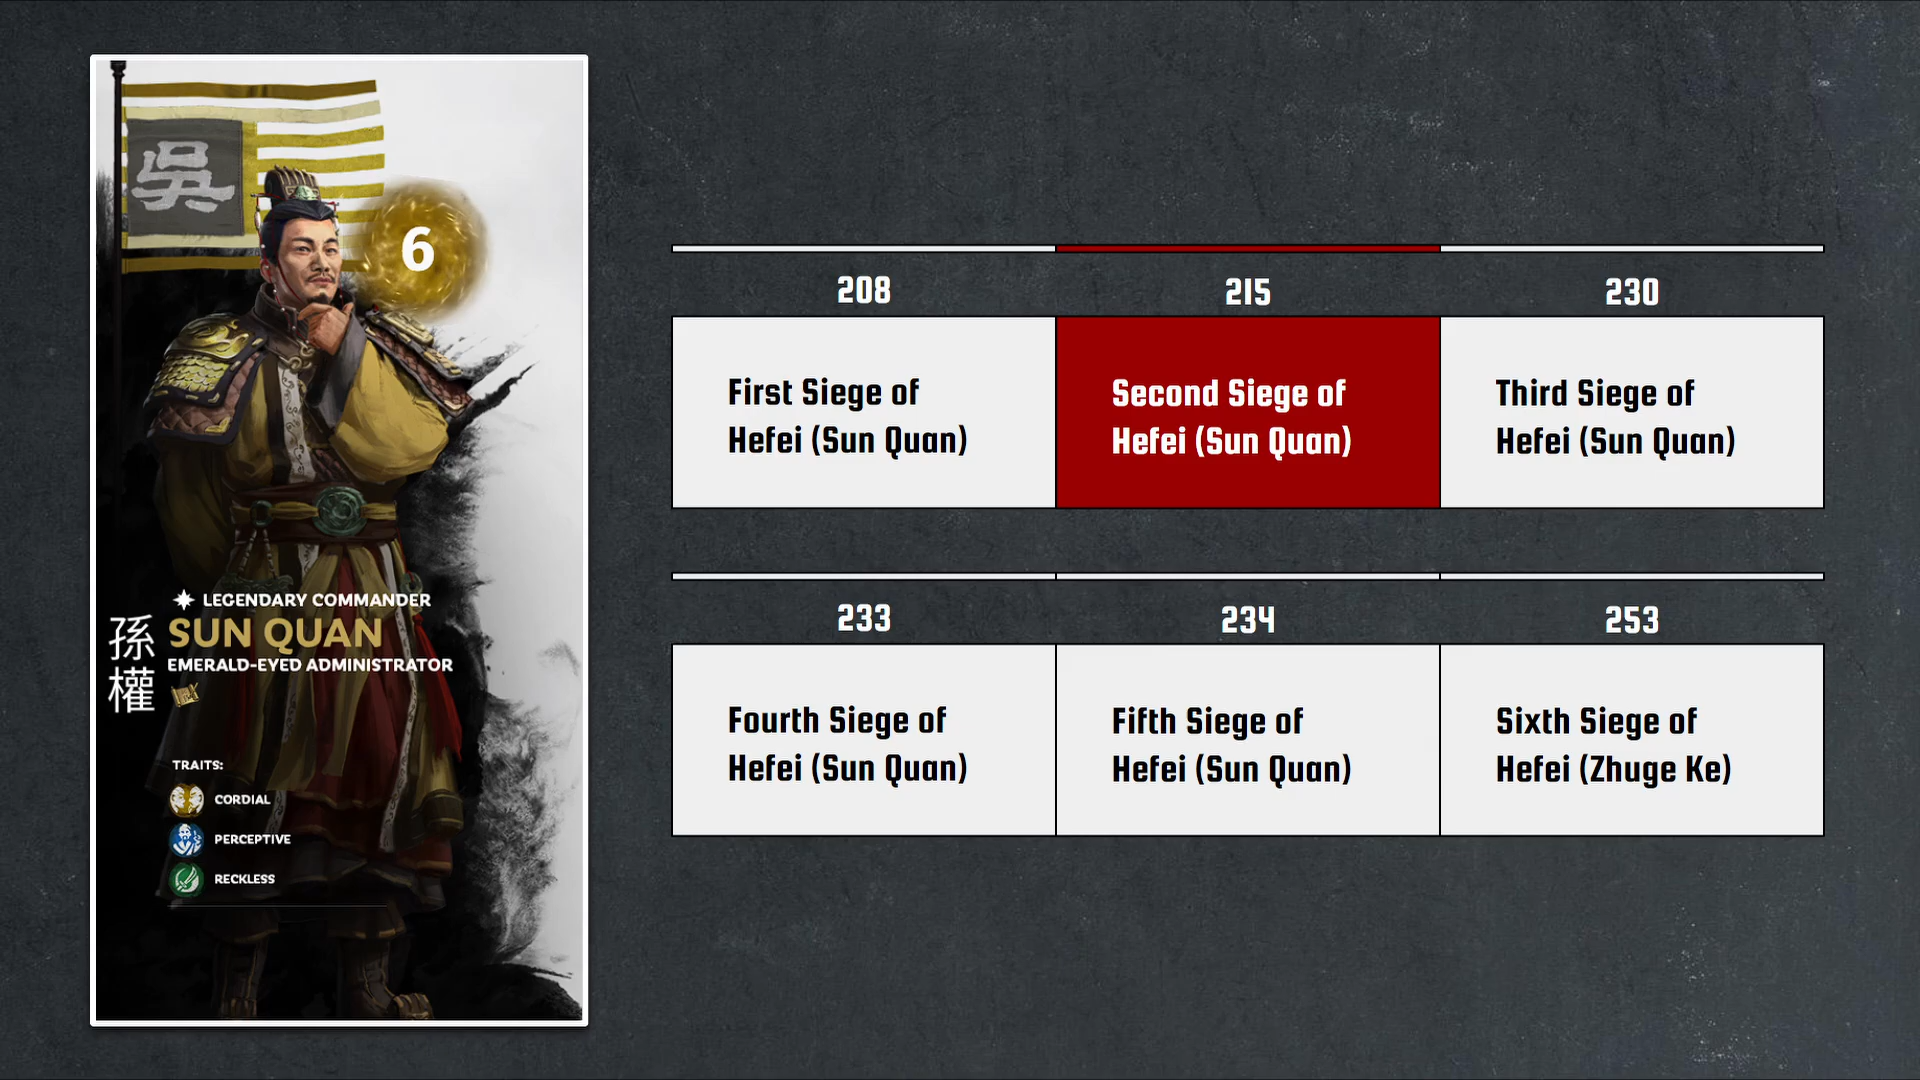 吳
6
LEGENDARY COMMANDER
孫權
SUN QUAN
EMERALD-EYED ADMINISTRATOR
TRAITS:
CORDIAL
PERCEPTIVE
RECKLESS
208
215
230
First Siege of
Hefei (Sun Quan)
Second Siege of
Hefei (Sun Quan)
Third Siege of
Hefei (Sun Quan)
233
234
253
Fourth Siege of
Hefei (Sun Quan)
Fifth Siege of
Hefei (Sun Quan)
Sixth Siege of
Hefei (Zhuge Ke)